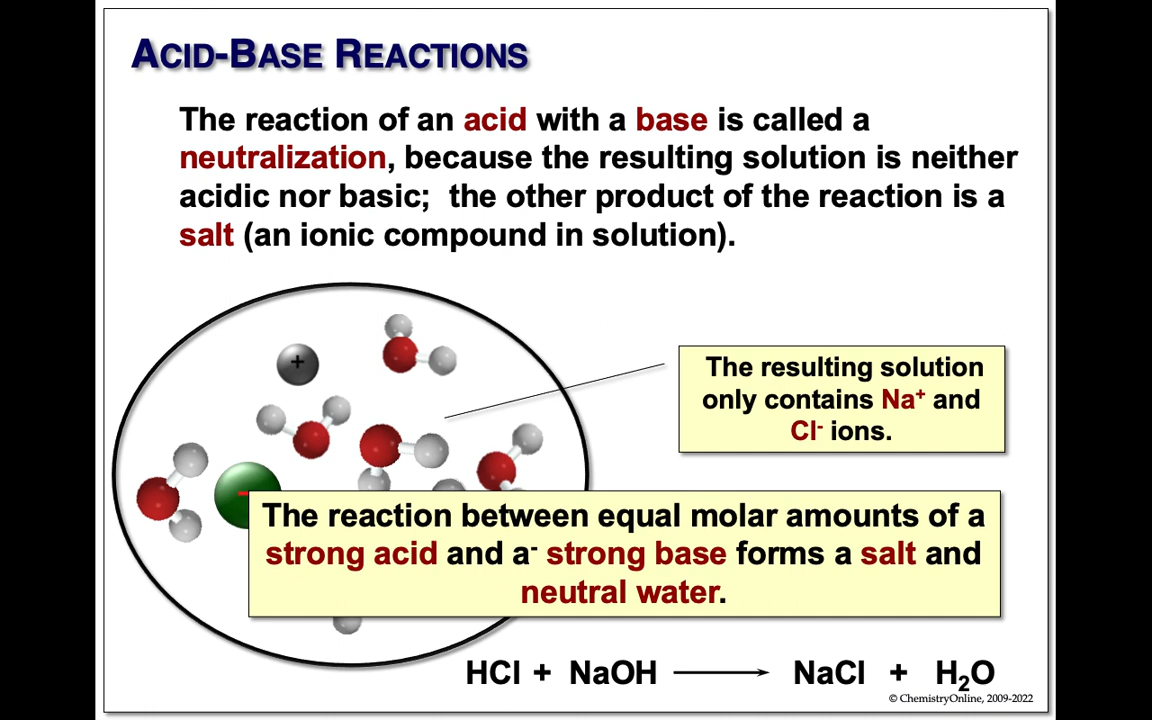 ACID-BASE REACTIONS
The reaction of an acid with a base is called a
neutralization, because the resulting solution is neither
acidic nor basic;  the other product of the reaction is a
salt (an ionic compound in solution).
+
The resulting solution
only contains Na⁺ and
Cl⁻ ions.
-
The reaction between equal molar amounts of a
strong acid and a⁻ strong base forms a salt and
neutral water.
HCl + NaOH ⟶ NaCl + H₂O
© ChemistryOnline, 2009-2022